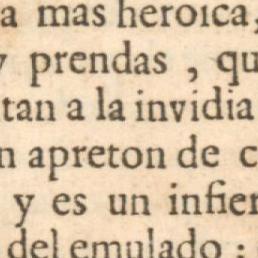 a mas heroica,
y prendas , qu
tan a la invidia
n apreton de c
y es un infier
del emulado :